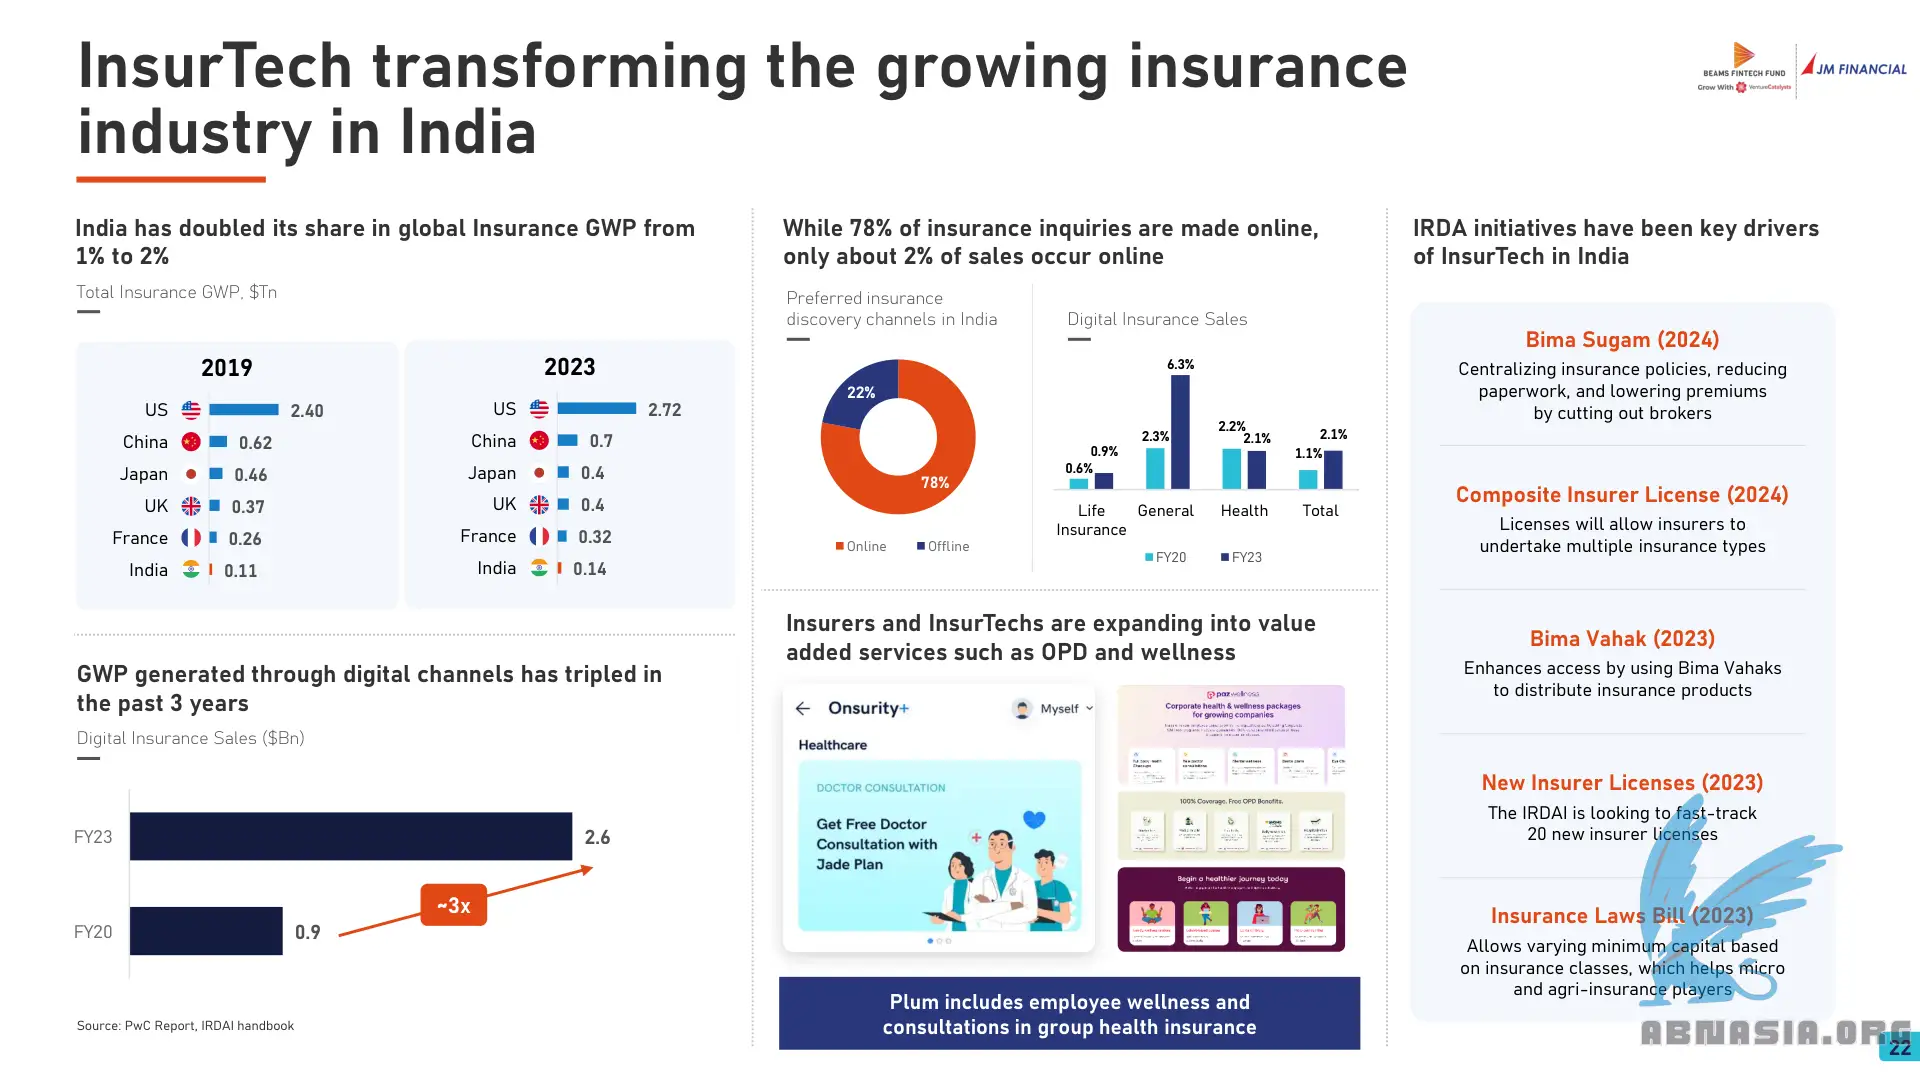 InsurTech transforming the growing insurance
industry in India
BEAMS FINTECH FUND
Grow With VentureCatalysts
JM FINANCIAL
India has doubled its share in global Insurance GWP from
1% to 2%
Total Insurance GWP, $Tn
2019
US 2.40
China 0.62
Japan 0.46
UK 0.37
France 0.26
India 0.11
2023
US 2.72
China 0.7
Japan 0.4
UK 0.4
France 0.32
India 0.14
GWP generated through digital channels has tripled in
the past 3 years
Digital Insurance Sales ($Bn)
FY23 2.6
~3x
FY20 0.9
Source: PwC Report, IRDAI handbook
While 78% of insurance inquiries are made online,
only about 2% of sales occur online
Preferred insurance
discovery channels in India
22%
78%
Online Offline
Digital Insurance Sales
0.6% 0.9% 2.3% 6.3% 2.2% 2.1% 1.1% 2.1%
Life
Insurance
General Health Total
FY20 FY23
Insurers and InsurTechs are expanding into value
added services such as OPD and wellness
Onsurity+ Myself
Healthcare
DOCTOR CONSULTATION
Get Free Doctor
Consultation with
Jade Plan
pazwellness
Corporate health & wellness packages
for growing companies
100% Coverage. Free OPD Benefits.
Begin a healthier journey today
Plum includes employee wellness and
consultations in group health insurance
IRDA initiatives have been key drivers
of InsurTech in India
Bima Sugam (2024)
Centralizing insurance policies, reducing
paperwork, and lowering premiums
by cutting out brokers
Composite Insurer License (2024)
Licenses will allow insurers to
undertake multiple insurance types
Bima Vahak (2023)
Enhances access by using Bima Vahaks
to distribute insurance products
New Insurer Licenses (2023)
The IRDAI is looking to fast-track
20 new insurer licenses
Insurance Laws Bill (2023)
Allows varying minimum capital based
on insurance classes, which helps micro
and agri-insurance players
ABNASIA.ORG
22